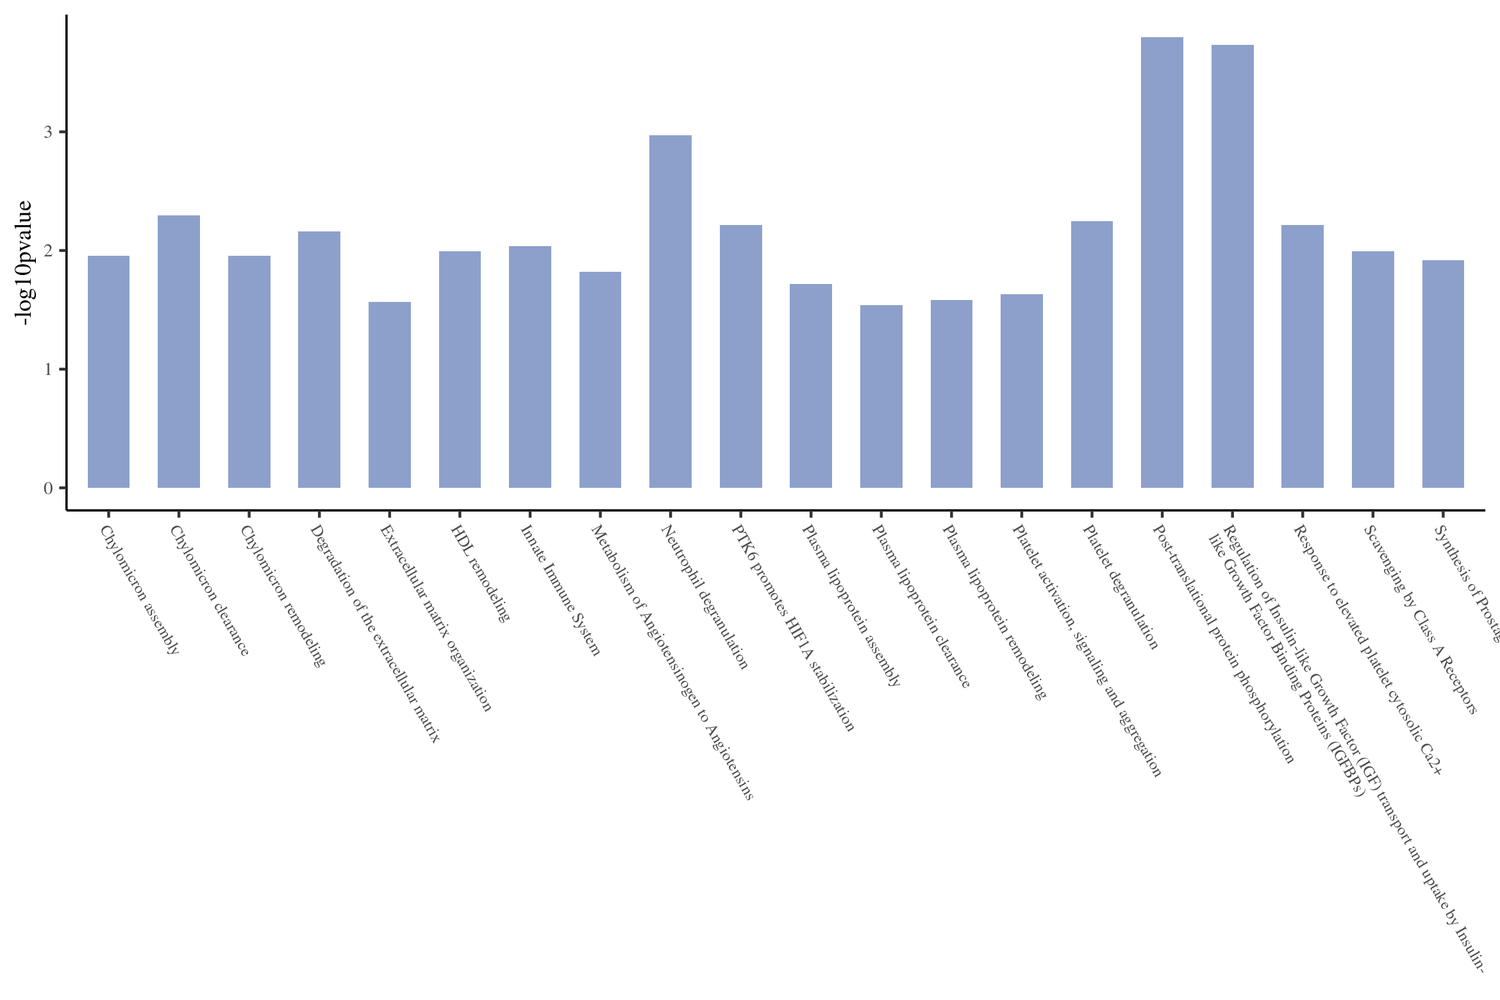 -log10pvalue
3
2
1
0
Chylomicron assembly
Chylomicron clearance
Chylomicron remodeling
Degradation of the extracellular matrix
Extracellular matrix organization
HDL remodeling
Innate Immune System
Metabolism of Angiotensinogen to Angiotensins
Neutrophil degranulation
PTK6 promotes HIF1A stabilization
Plasma lipoprotein assembly
Plasma lipoprotein clearance
Plasma lipoprotein remodeling
Platelet activation, signaling and aggregation
Platelet degranulation
Post-translational protein phosphorylation
Regulation of Insulin-like Growth Factor (IGF) transport and uptake by Insulin-
like Growth Factor Binding Proteins (IGFBPs)
Response to elevated platelet cytosolic Ca2+
Scavenging by Class A Receptors
Synthesis of